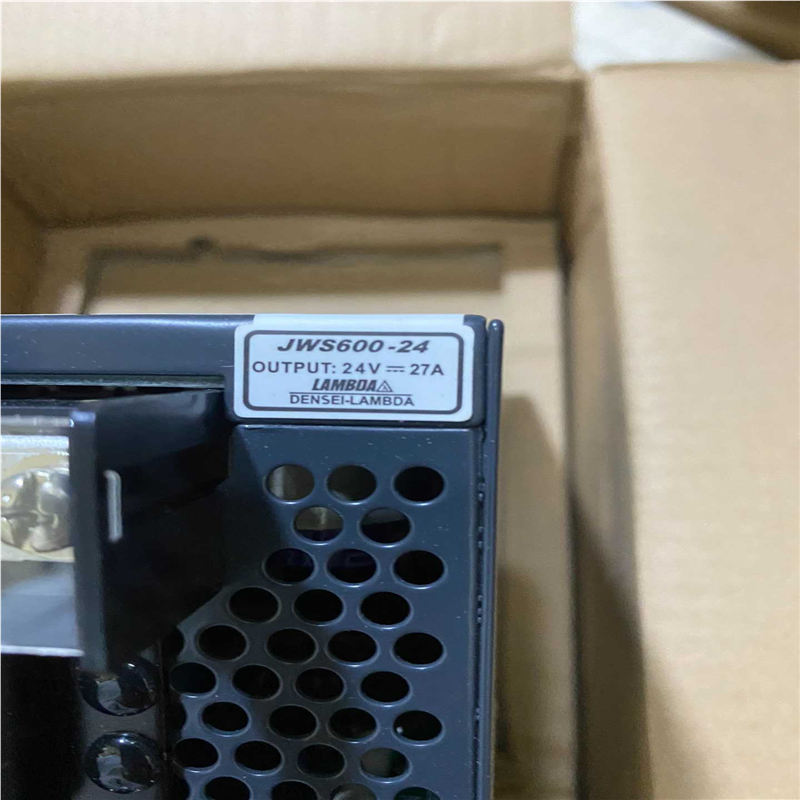 JWS600-24
OUTPUT: 24V ⎓ 27A
LAMBDA
DENSEI-LAMBDA